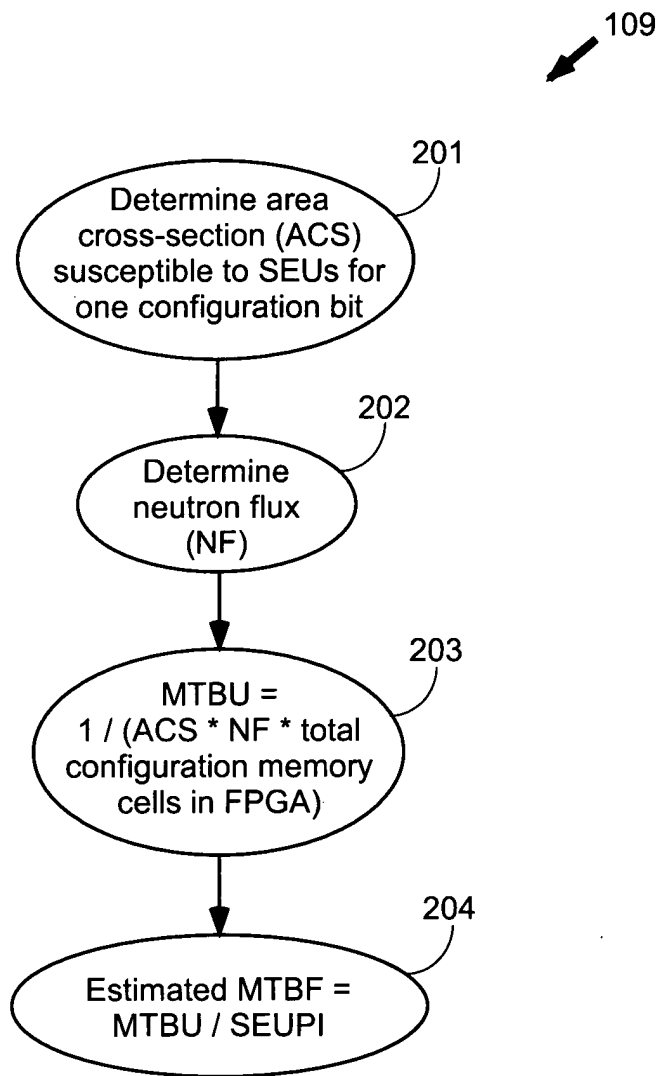 109
201
Determine area
cross-section (ACS)
susceptible to SEUs for
one configuration bit
202
Determine
neutron flux
(NF)
203
MTBU =
1 / (ACS * NF * total
configuration memory
cells in FPGA)
204
Estimated MTBF =
MTBU / SEUPI